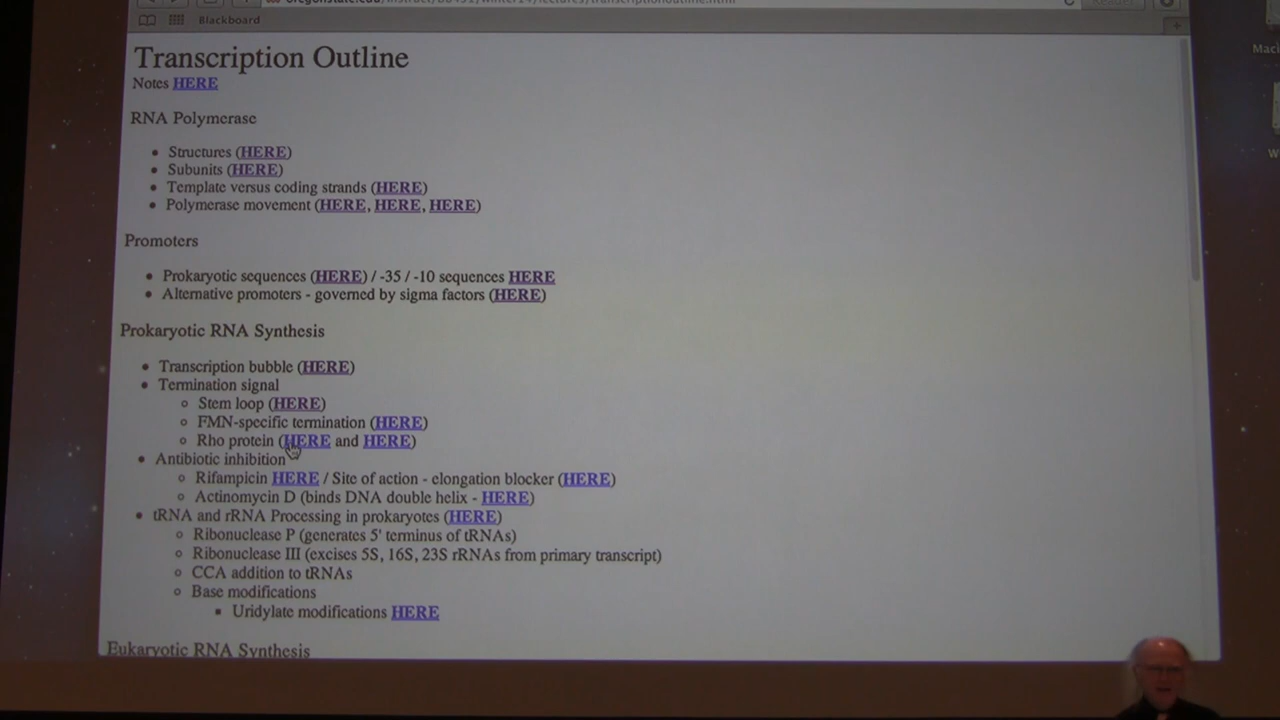 Blackboard
Transcription Outline
Notes HERE
RNA Polymerase
• Structures (HERE)
• Subunits (HERE)
• Template versus coding strands (HERE)
• Polymerase movement (HERE, HERE, HERE)
Promoters
• Prokaryotic sequences (HERE) / -35 / -10 sequences HERE
• Alternative promoters - governed by sigma factors (HERE)
Prokaryotic RNA Synthesis
• Transcription bubble (HERE)
• Termination signal
◦ Stem loop (HERE)
◦ FMN-specific termination (HERE)
◦ Rho protein (HERE and HERE)
• Antibiotic inhibition
◦ Rifampicin HERE / Site of action - elongation blocker (HERE)
◦ Actinomycin D (binds DNA double helix - HERE)
• tRNA and rRNA Processing in prokaryotes (HERE)
◦ Ribonuclease P (generates 5' terminus of tRNAs)
◦ Ribonuclease III (excises 5S, 16S, 23S rRNAs from primary transcript)
◦ CCA addition to tRNAs
◦ Base modifications
▪ Uridylate modifications HERE
Eukaryotic RNA Synthesis